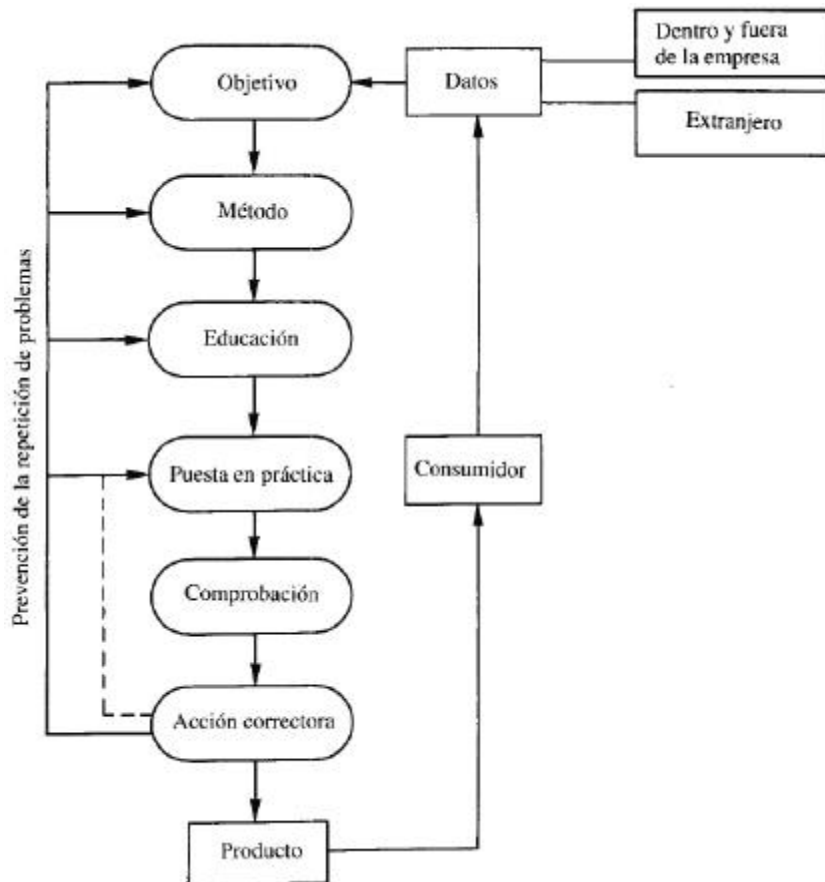 Dentro y fuera
de la empresa
Objetivo
Datos
Extranjero
Método
Educación
Puesta en práctica
Consumidor
Comprobación
Acción correctora
Producto
Prevención de la repetición de problemas